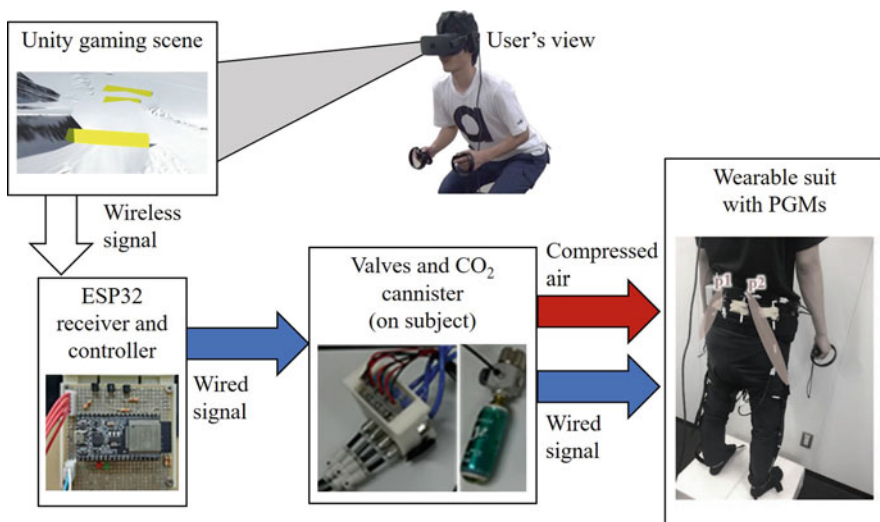 Unity gaming scene
User's view
Wireless
signal
ESP32
receiver and
controller
Wired
signal
Valves and CO₂
cannister
(on subject)
Compressed
air
Wired
signal
Wearable suit
with PGMs
p1
p2